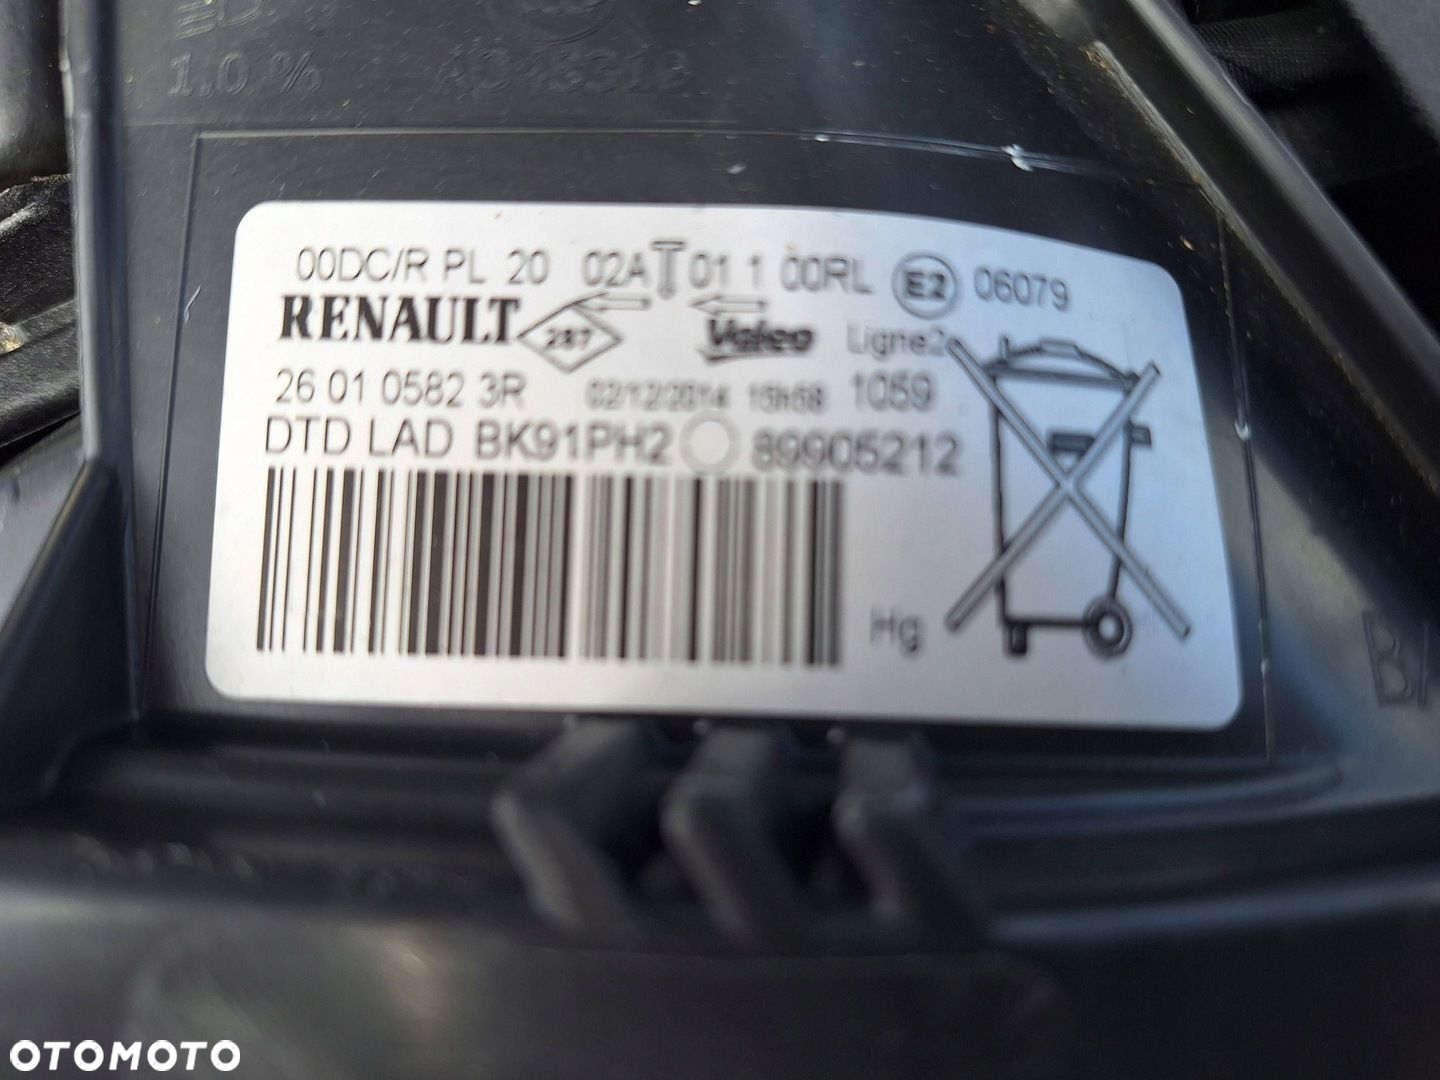 1.0 %
00DC/R PL 20 02A 01 1 00RL E2 06079
RENAULT 287 Valeo Ligne2
26 01 0582 3R 02/12/2014 15h58 1059
DTD LAD BK91PH2 89905212
Hg
OTOMOTO